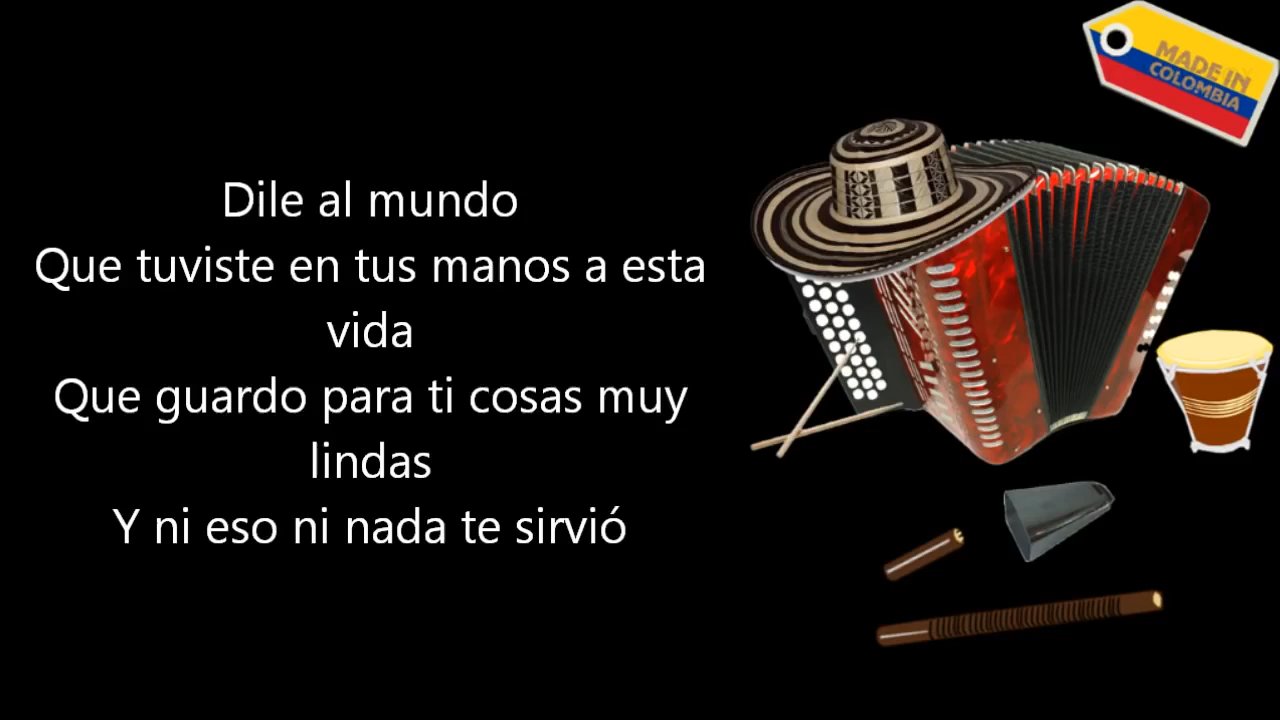 Dile al mundo
Que tuviste en tus manos a esta
vida
Que guardo para ti cosas muy
lindas
Y ni eso ni nada te sirvió
MADE IN
COLOMBIA